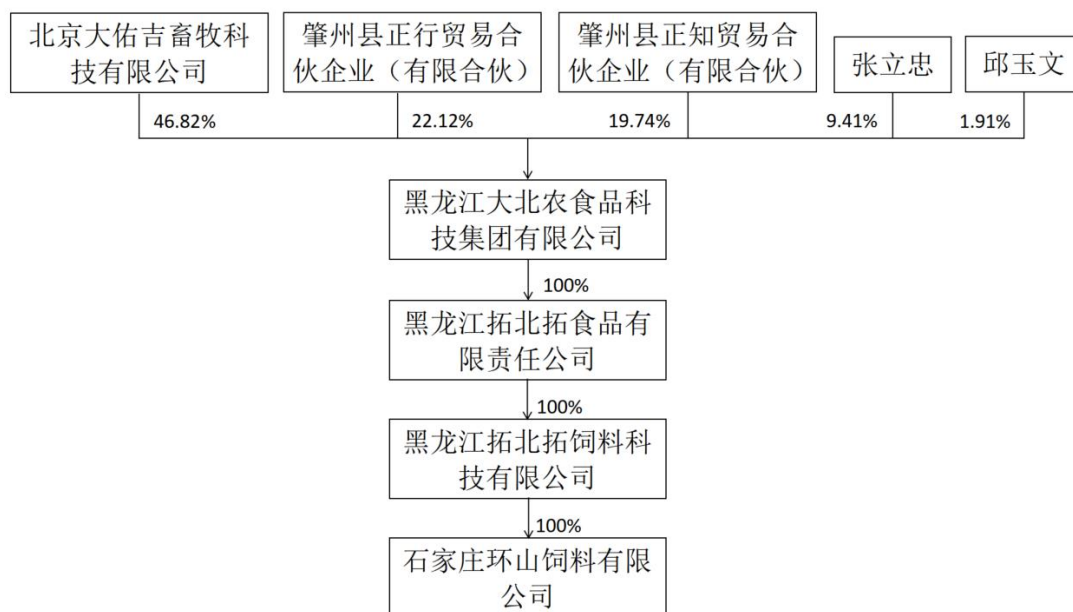 北京大佑吉畜牧科
技有限公司
肇州县正行贸易合
伙企业（有限合伙）
肇州县正知贸易合
伙企业（有限合伙）
张立忠
邱玉文
46.82%
22.12%
19.74%
9.41%
1.91%
黑龙江大北农食品科
技集团有限公司
100%
黑龙江拓北拓食品有
限责任公司
100%
黑龙江拓北拓饲料科
技有限公司
100%
石家庄环山饲料有限
公司